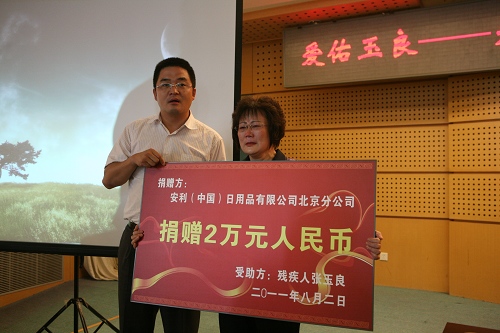 爱佑玉良——
捐赠方：
安利（中国）日用品有限公司北京分公司
捐赠2万元人民币
受助方：残疾人张玉良
二〇一一年八月二日